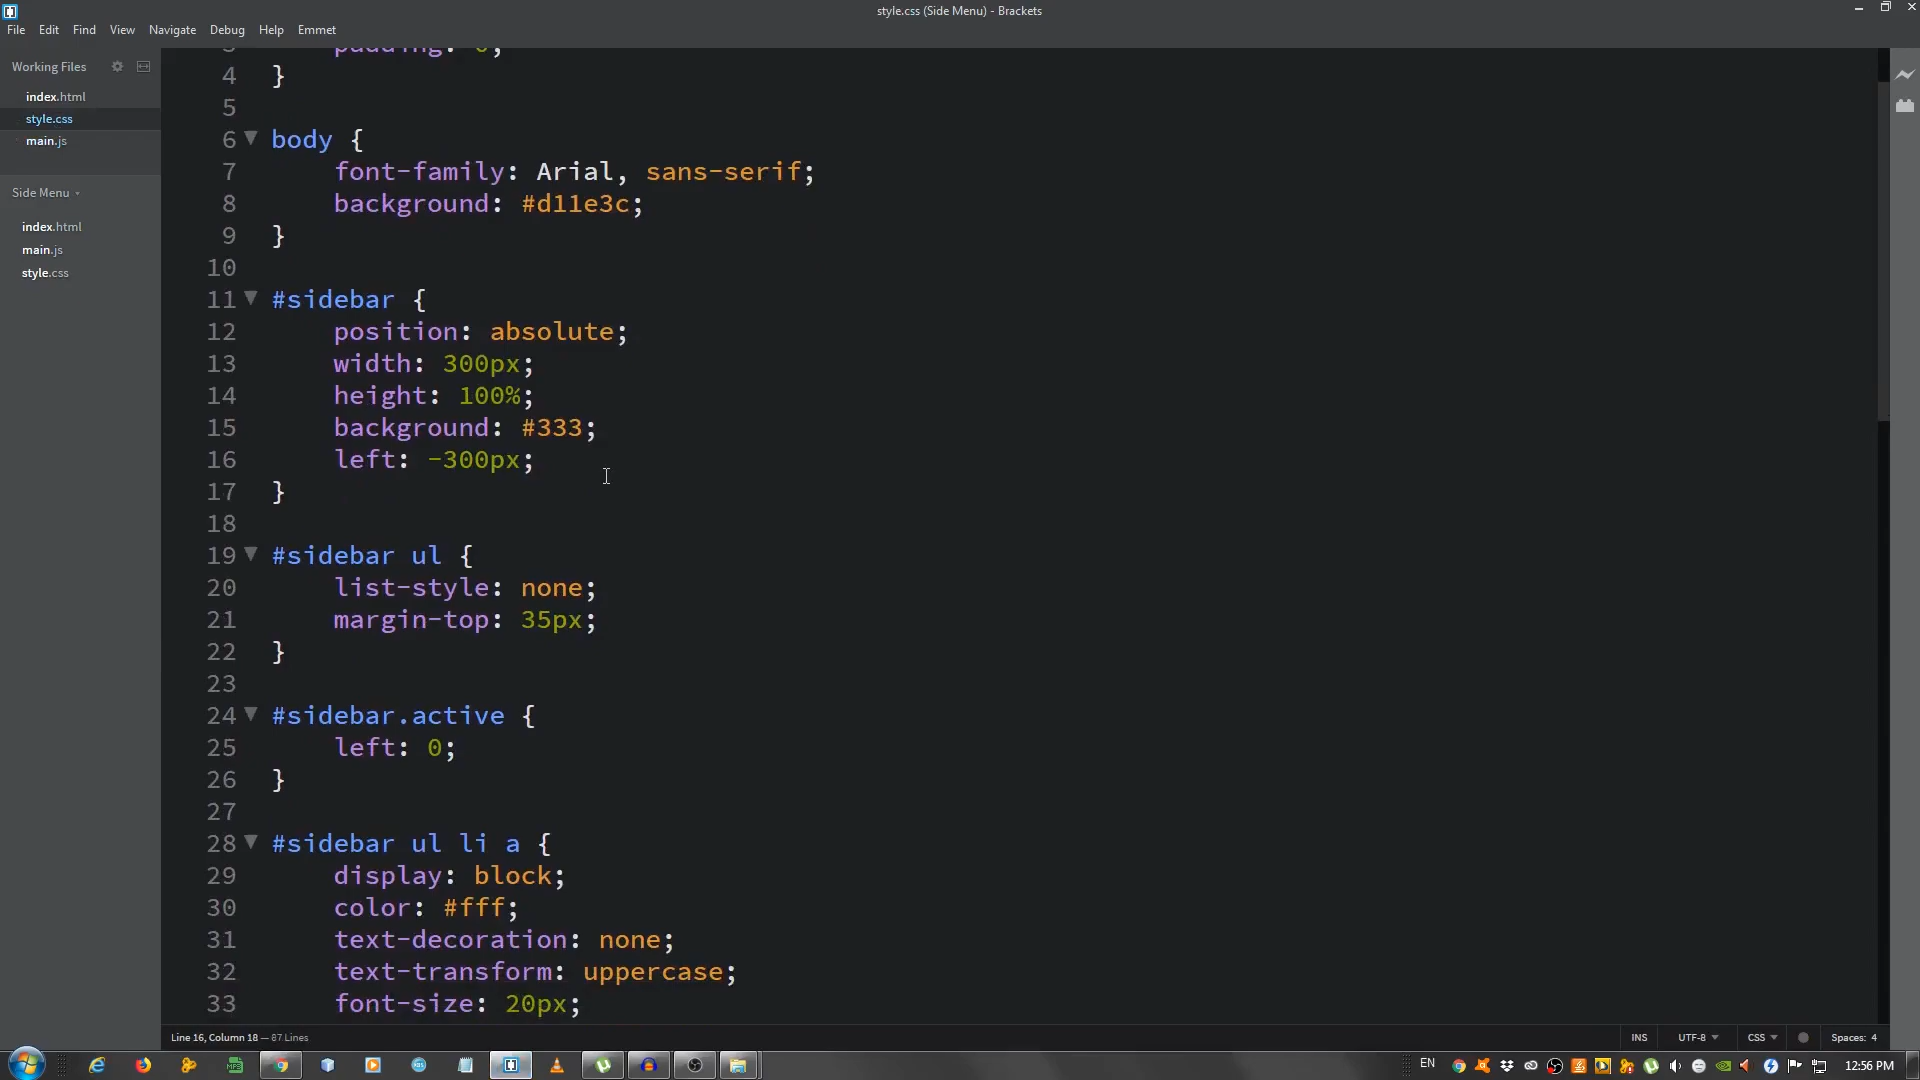 style.css (Side Menu) - Brackets
File Edit Find View Navigate Debug Help Emmet
Working Files
index.html
style.css
main.js
Side Menu
index.html
main.js
style.css
3 padding: 0;
4 }
5
6 body {
7 font-family: Arial, sans-serif;
8 background: #d11e3c;
9 }
10
11 #sidebar {
12 position: absolute;
13 width: 300px;
14 height: 100%;
15 background: #333;
16 left: -300px;
17 }
18
19 #sidebar ul {
20 list-style: none;
21 margin-top: 35px;
22 }
23
24 #sidebar.active {
25 left: 0;
26 }
27
28 #sidebar ul li a {
29 display: block;
30 color: #fff;
31 text-decoration: none;
32 text-transform: uppercase;
33 font-size: 20px;
Line 16, Column 18 — 87 Lines
INS UTF-8 CSS Spaces: 4
EN 12:56 PM